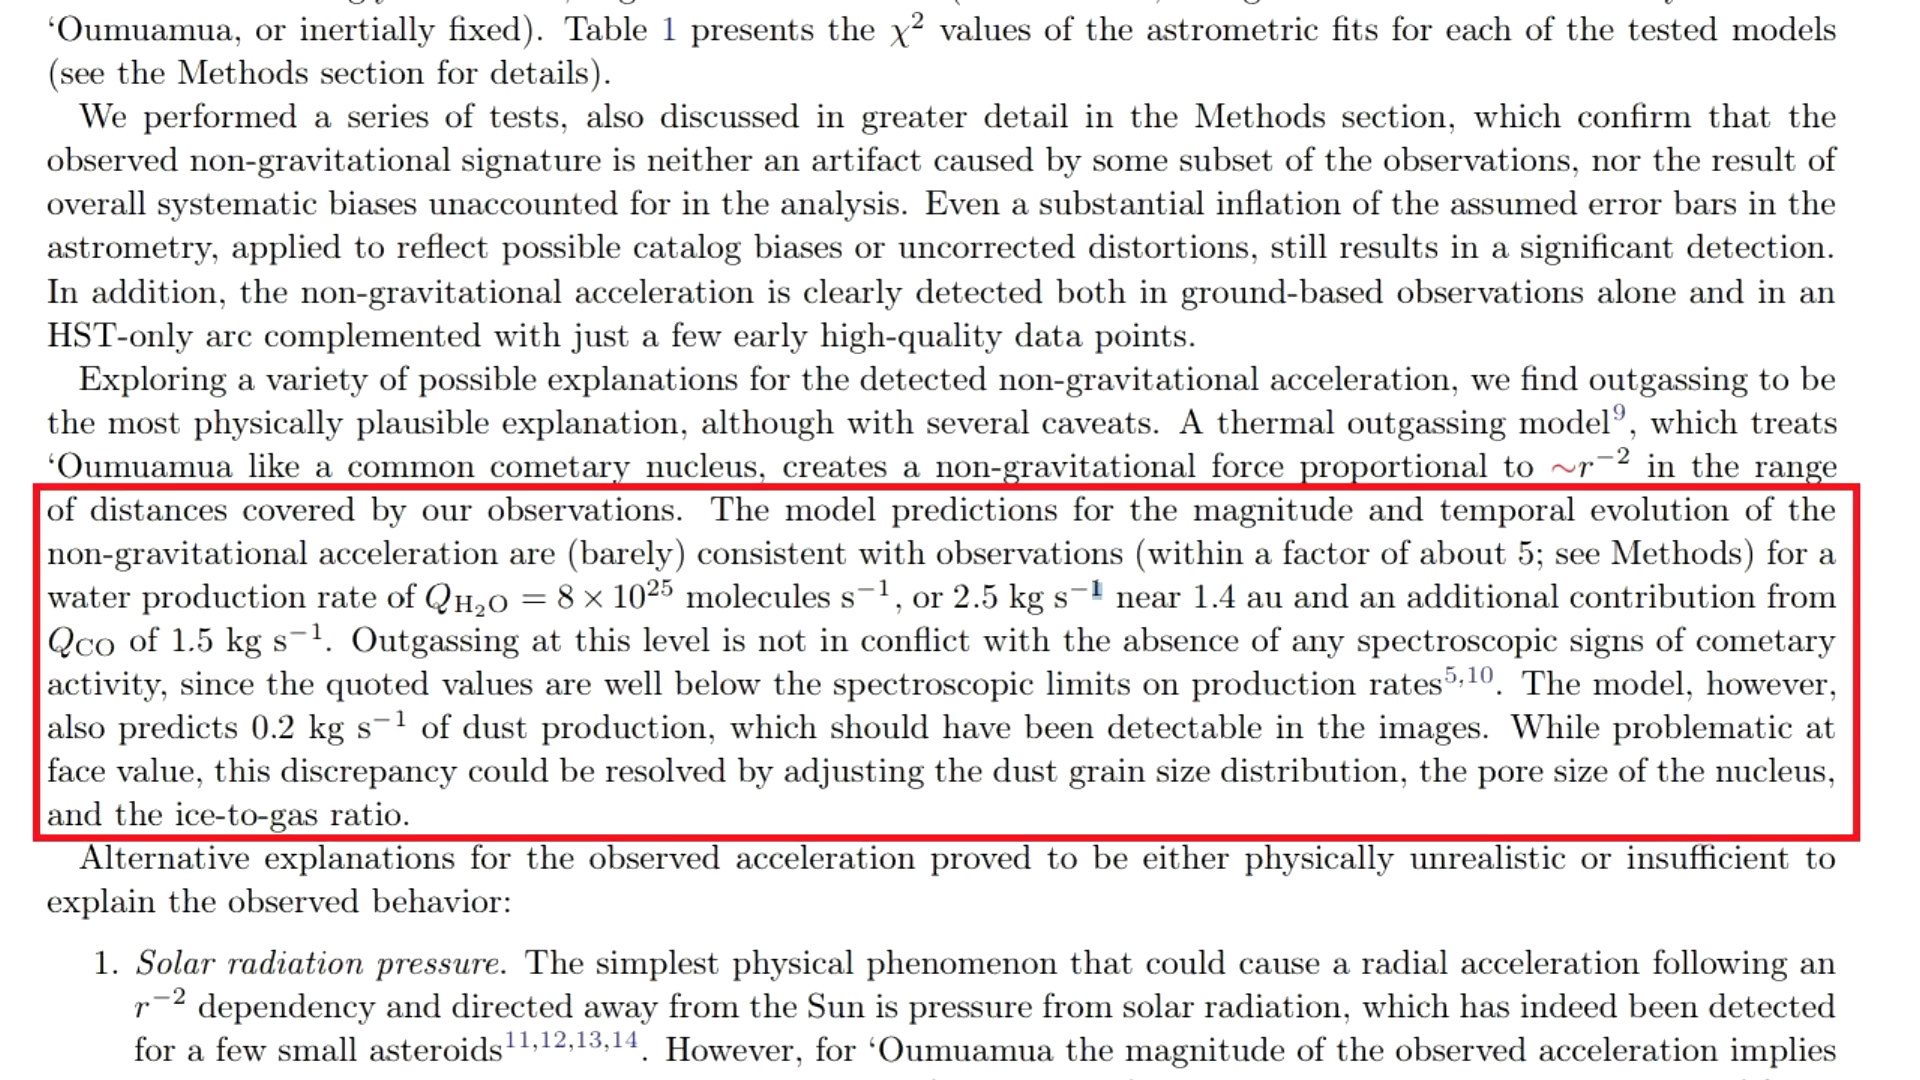 ‘Oumuamua, or inertially fixed). Table 1 presents the χ² values of the astrometric fits for each of the tested models
(see the Methods section for details).
We performed a series of tests, also discussed in greater detail in the Methods section, which confirm that the
observed non-gravitational signature is neither an artifact caused by some subset of the observations, nor the result of
overall systematic biases unaccounted for in the analysis. Even a substantial inflation of the assumed error bars in the
astrometry, applied to reflect possible catalog biases or uncorrected distortions, still results in a significant detection.
In addition, the non-gravitational acceleration is clearly detected both in ground-based observations alone and in an
HST-only arc complemented with just a few early high-quality data points.
Exploring a variety of possible explanations for the detected non-gravitational acceleration, we find outgassing to be
the most physically plausible explanation, although with several caveats. A thermal outgassing model⁹, which treats
‘Oumuamua like a common cometary nucleus, creates a non-gravitational force proportional to ∼r⁻² in the range
of distances covered by our observations. The model predictions for the magnitude and temporal evolution of the
non-gravitational acceleration are (barely) consistent with observations (within a factor of about 5; see Methods) for a
water production rate of Q_H₂O = 8 × 10²⁵ molecules s⁻¹, or 2.5 kg s⁻¹ near 1.4 au and an additional contribution from
Q_CO of 1.5 kg s⁻¹. Outgassing at this level is not in conflict with the absence of any spectroscopic signs of cometary
activity, since the quoted values are well below the spectroscopic limits on production rates⁵,¹⁰. The model, however,
also predicts 0.2 kg s⁻¹ of dust production, which should have been detectable in the images. While problematic at
face value, this discrepancy could be resolved by adjusting the dust grain size distribution, the pore size of the nucleus,
and the ice-to-gas ratio.
Alternative explanations for the observed acceleration proved to be either physically unrealistic or insufficient to
explain the observed behavior:
1. Solar radiation pressure. The simplest physical phenomenon that could cause a radial acceleration following an
r⁻² dependency and directed away from the Sun is pressure from solar radiation, which has indeed been detected
for a few small asteroids¹¹,¹²,¹³,¹⁴. However, for ‘Oumuamua the magnitude of the observed acceleration implies